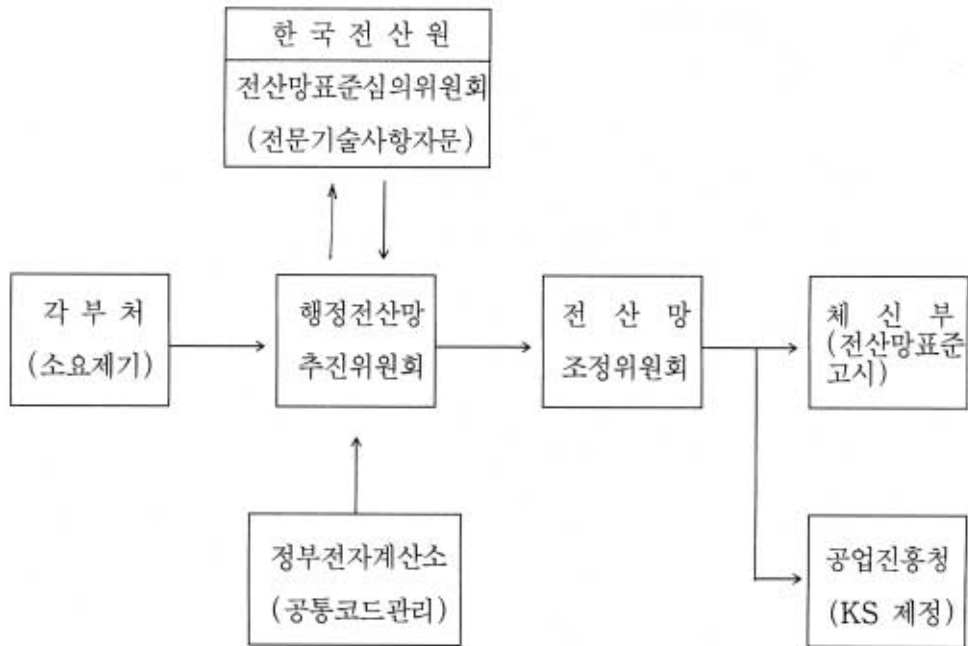 한 국 전 산 원
전산망표준심의위원회
(전문기술사항자문)
각 부 처
(소요제기)
행정전산망
추진위원회
전 산 망
조정위원회
체 신 부
(전산망표준
고시)
정부전자계산소
(공통코드관리)
공업진흥청
(KS 제정)